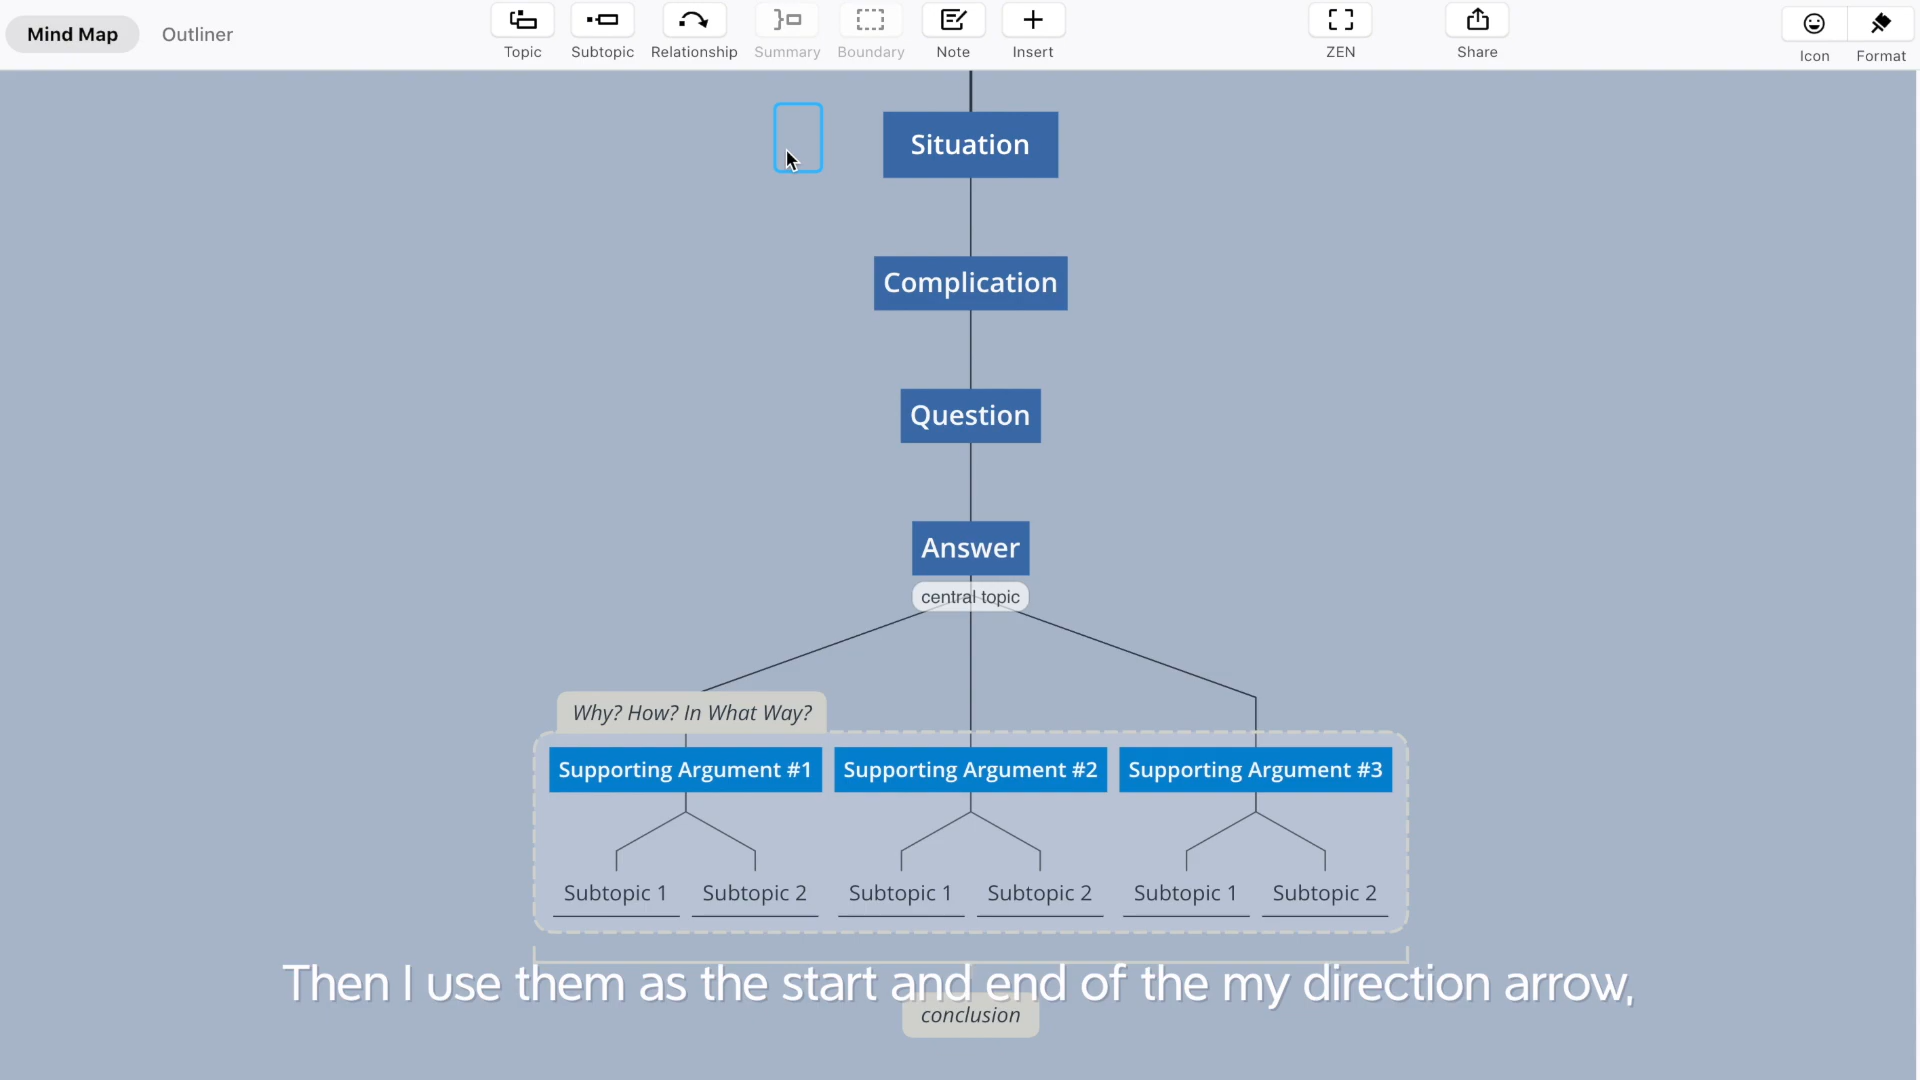 Mind Map
Outliner
Topic
Subtopic
Relationship
Summary
Boundary
Note
Insert
ZEN
Share
Icon
Format
Situation
Complication
Question
Answer
central topic
Why? How? In What Way?
Supporting Argument #1
Supporting Argument #2
Supporting Argument #3
Subtopic 1
Subtopic 2
Subtopic 1
Subtopic 2
Subtopic 1
Subtopic 2
Then I use them as the start and end of the my direction arrow,
conclusion